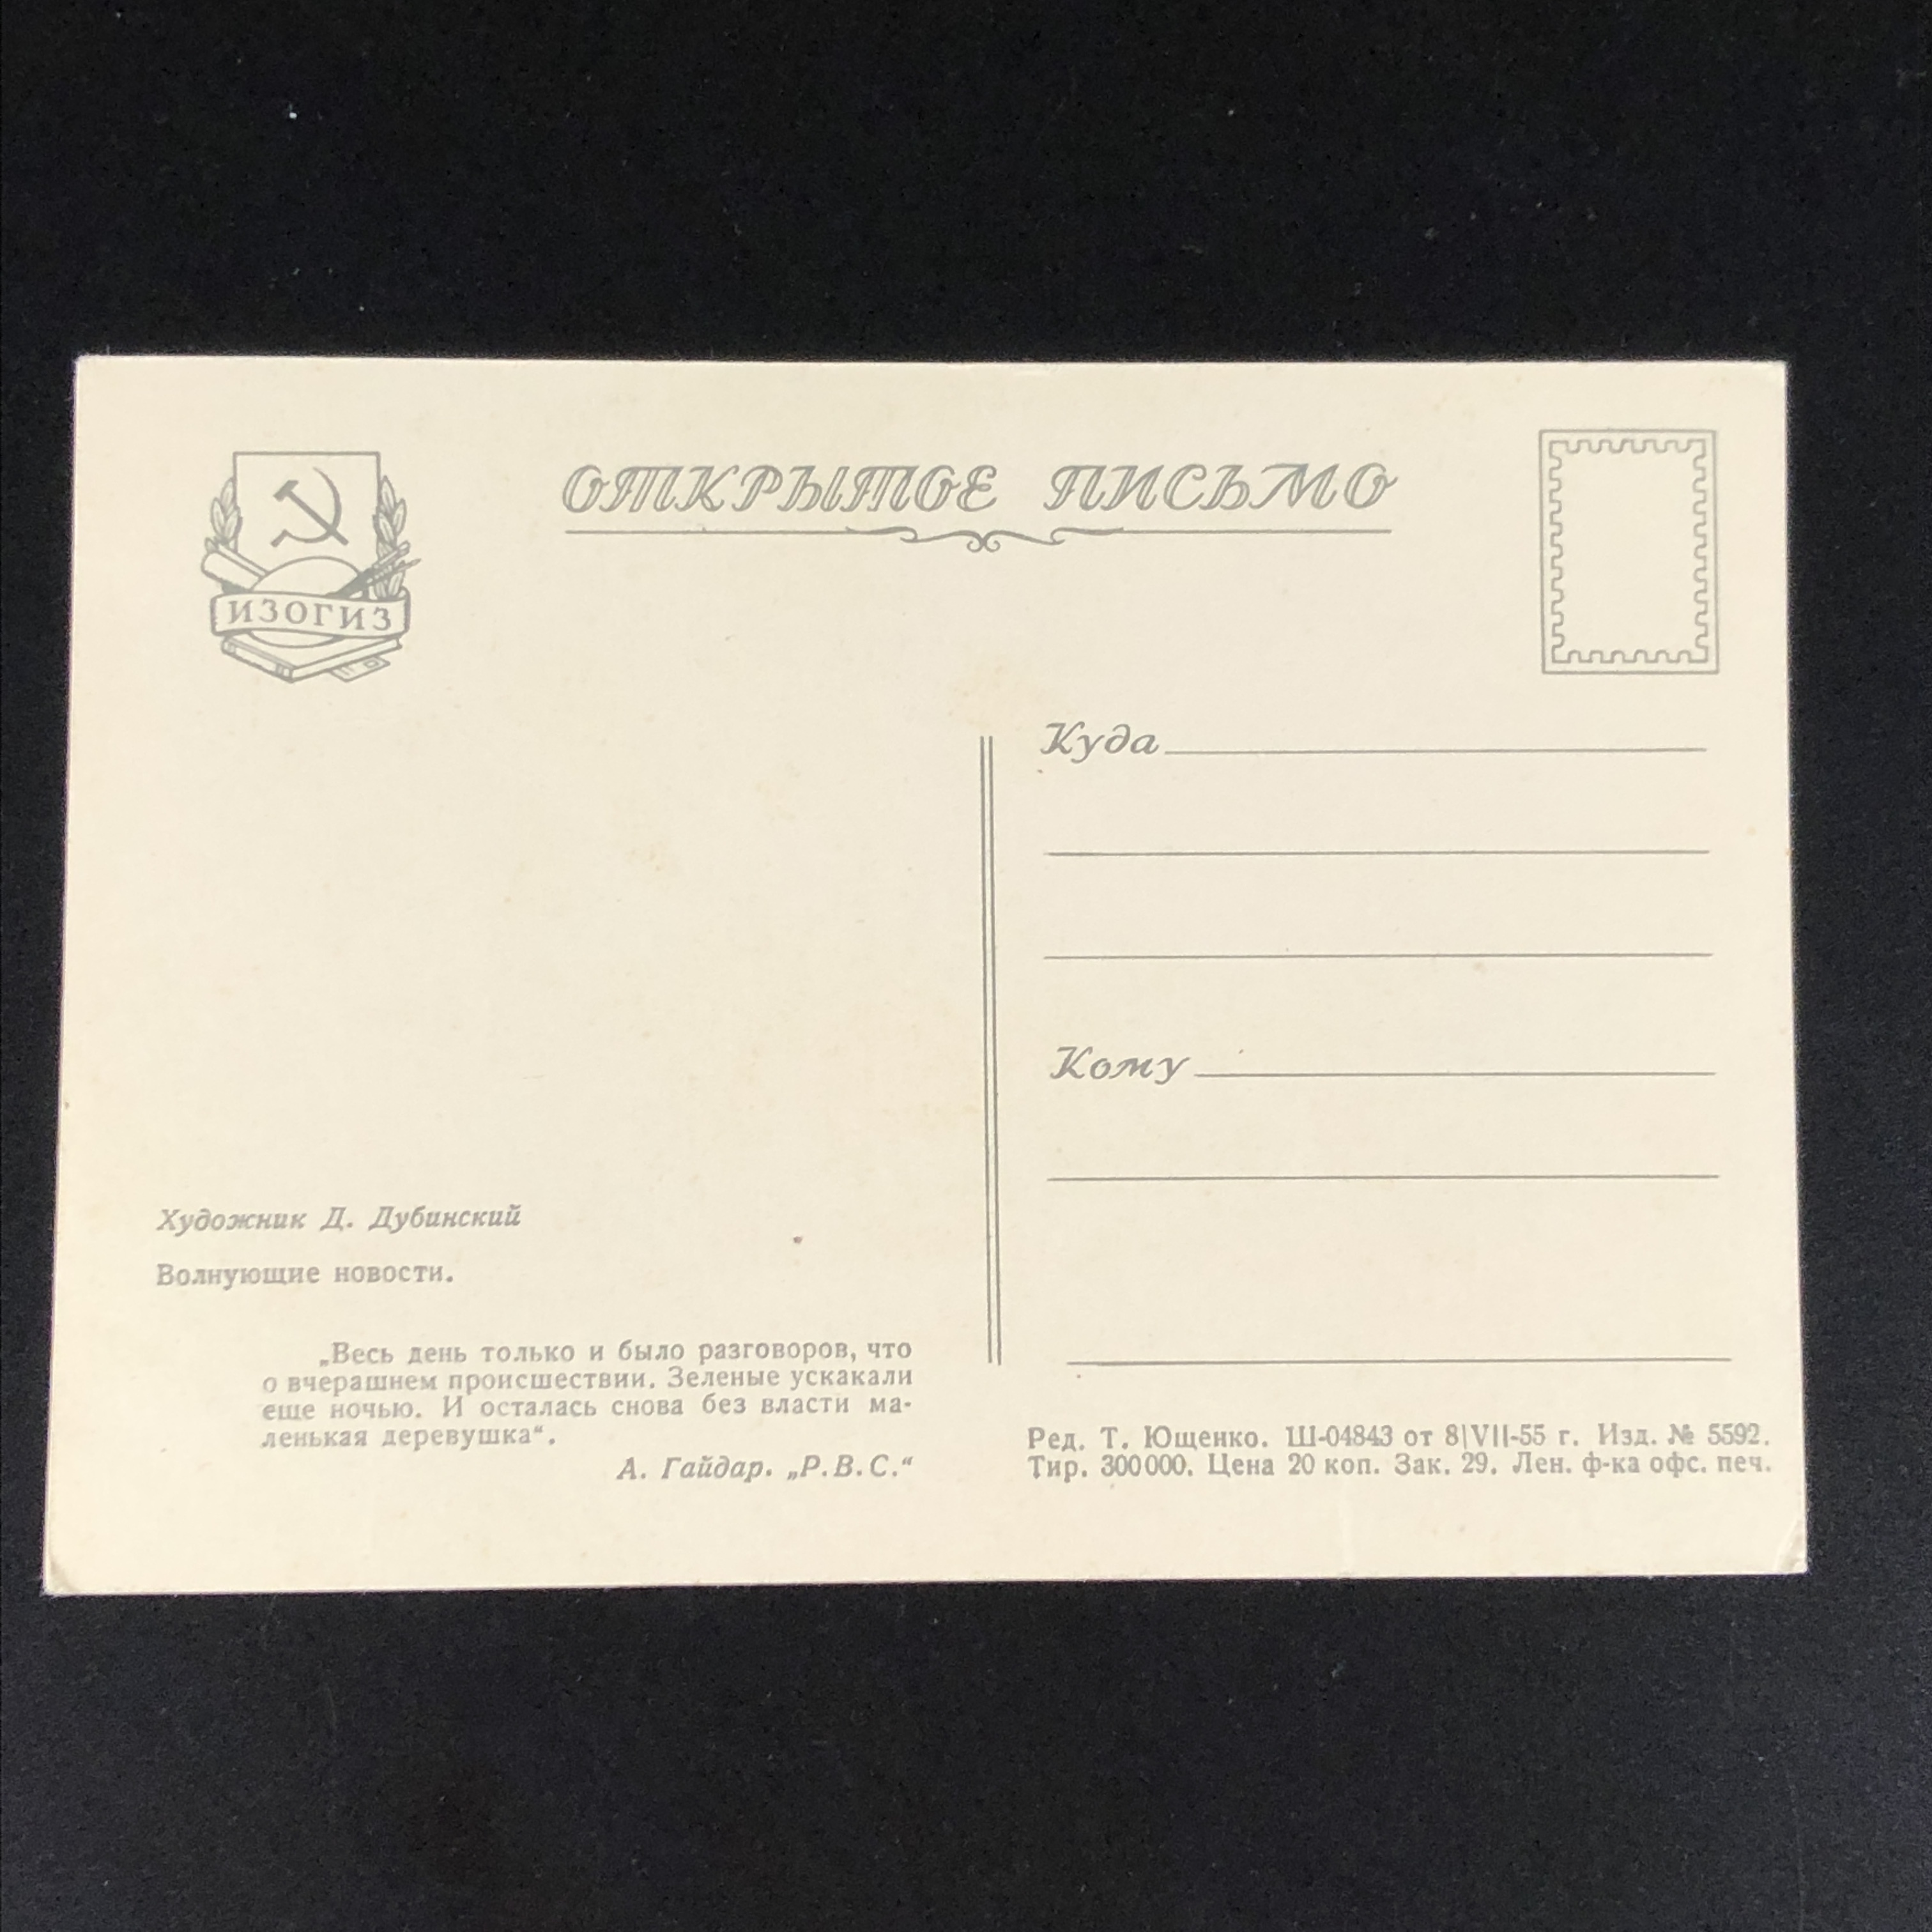 ИЗОГИЗ
ОТКРЫТОЕ ПИСЬМО
Куда
Кому
Художник Д. Дубинский
Волнующие новости.
„Весь день только и было разговоров, что
о вчерашнем происшествии. Зеленые ускакали
еще ночью. И осталась снова без власти ма-
ленькая деревушка“.
А. Гайдар. „Р.В.С.“
Ред. Т. Ющенко. Ш-04843 от 8|VII-55 г. Изд. № 5592.
Тир. 300000. Цена 20 коп. Зак. 29. Лен. ф-ка офс. печ.